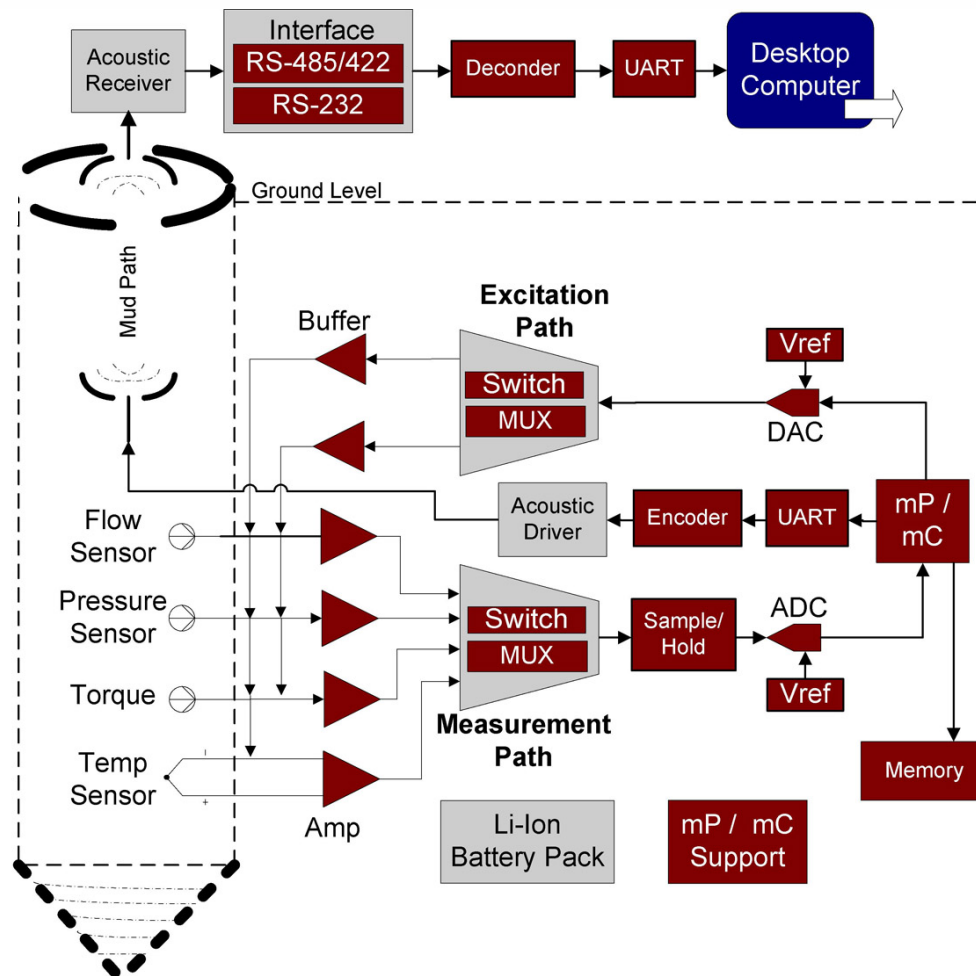 Acoustic
Receiver
Interface
RS-485/422
RS-232
Deconder
UART
Desktop
Computer
Ground Level
Mud Path
Excitation
Path
Buffer
Switch
MUX
Vref
DAC
Acoustic
Driver
Encoder
UART
mP /
mC
Flow
Sensor
Pressure
Sensor
Torque
Temp
Sensor
-
+
Amp
Switch
MUX
Measurement
Path
Sample/
Hold
ADC
Vref
Memory
Li-Ion
Battery Pack
mP / mC
Support